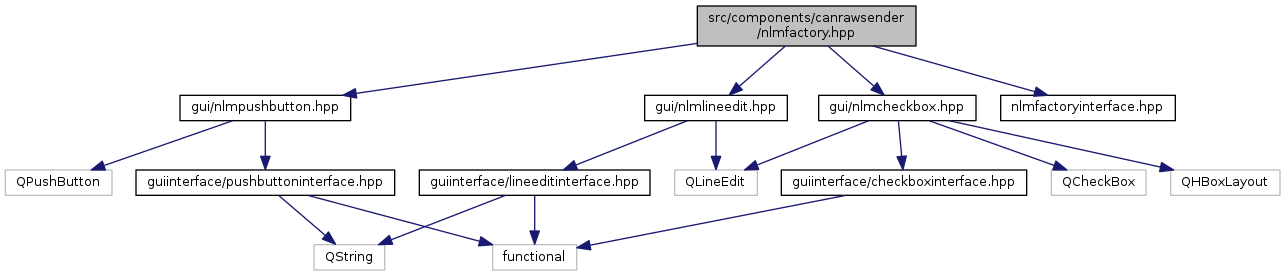 src/components/canrawsender
/nlmfactory.hpp
gui/nlmpushbutton.hpp
gui/nlmlineedit.hpp
gui/nlmcheckbox.hpp
nlmfactoryinterface.hpp
QPushButton
guiinterface/pushbuttoninterface.hpp
guiinterface/lineeditinterface.hpp
QLineEdit
guiinterface/checkboxinterface.hpp
QCheckBox
QHBoxLayout
QString
functional